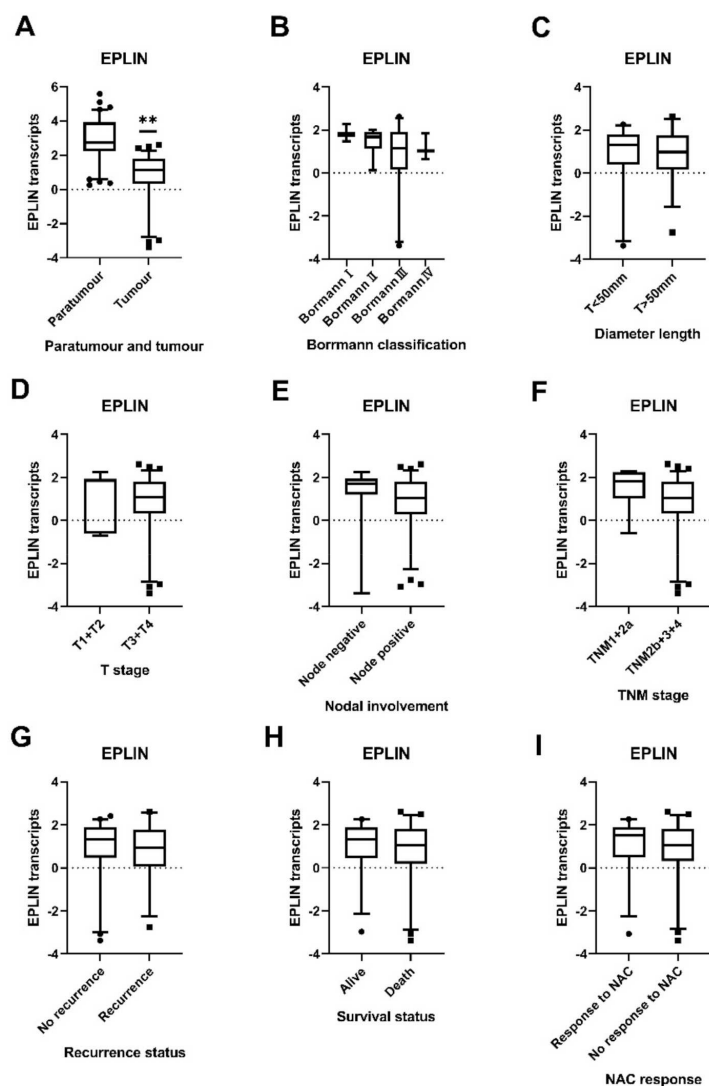 A
EPLIN
EPLIN transcripts
6
4
2
0
-2
-4
**
Paratumour
Tumour
Paratumour and tumour
B
EPLIN
EPLIN transcripts
4
2
0
-2
-4
Bormann Ⅰ
Bormann Ⅱ
Bormann Ⅲ
Bormann Ⅳ
Borrmann classification
C
EPLIN
EPLIN transcripts
4
2
0
-2
-4
T<50mm
T>50mm
Diameter length
D
EPLIN
EPLIN transcripts
4
2
0
-2
-4
T1+T2
T3+T4
T stage
E
EPLIN
EPLIN transcripts
4
2
0
-2
-4
Node negative
Node positive
Nodal involvement
F
EPLIN
EPLIN transcripts
4
2
0
-2
-4
TNM1+2a
TNM2b+3+4
TNM stage
G
EPLIN
EPLIN transcripts
4
2
0
-2
-4
No recurrence
Recurrence
Recurrence status
H
EPLIN
EPLIN transcripts
4
2
0
-2
-4
Alive
Death
Survival status
I
EPLIN
EPLIN transcripts
4
2
0
-2
-4
Response to NAC
No response to NAC
NAC response